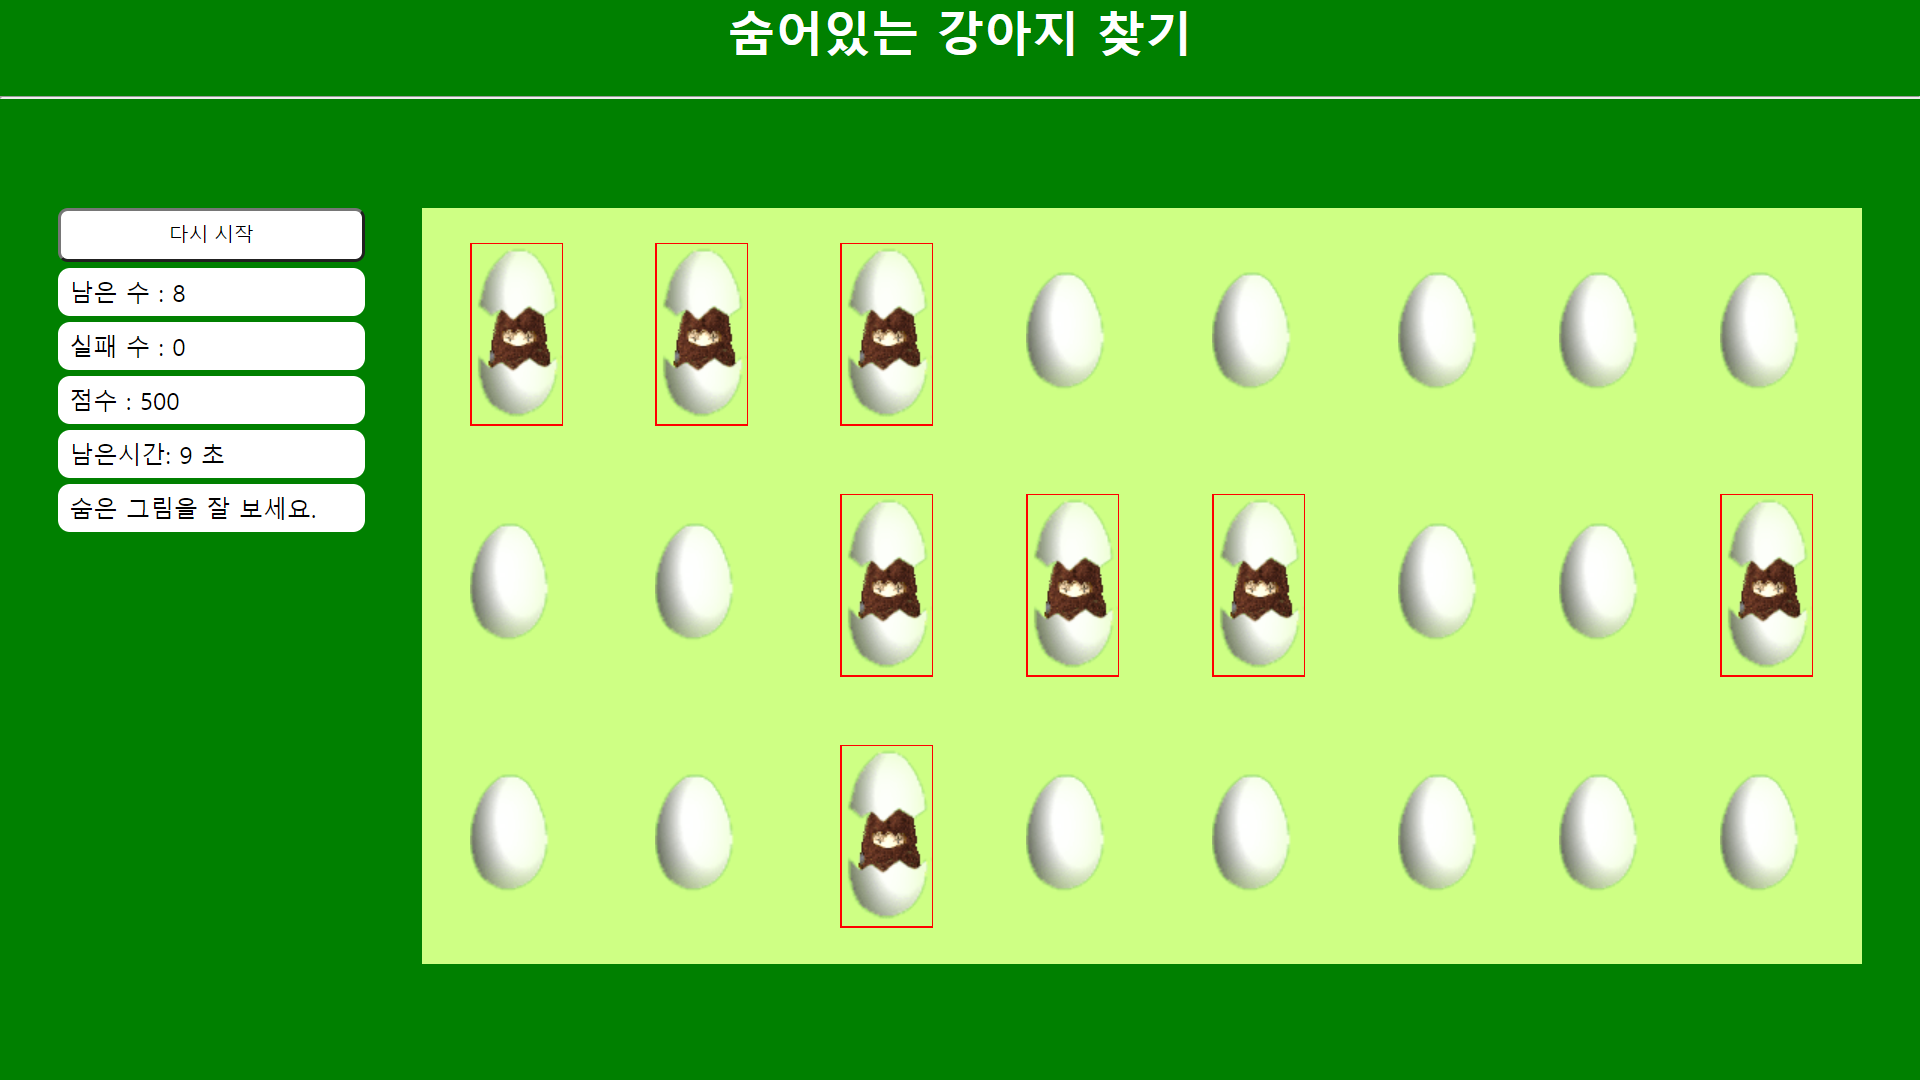 숨어있는 강아지 찾기
다시 시작
남은 수 : 8
실패 수 : 0
점수 : 500
남은시간: 9 초
숨은 그림을 잘 보세요.